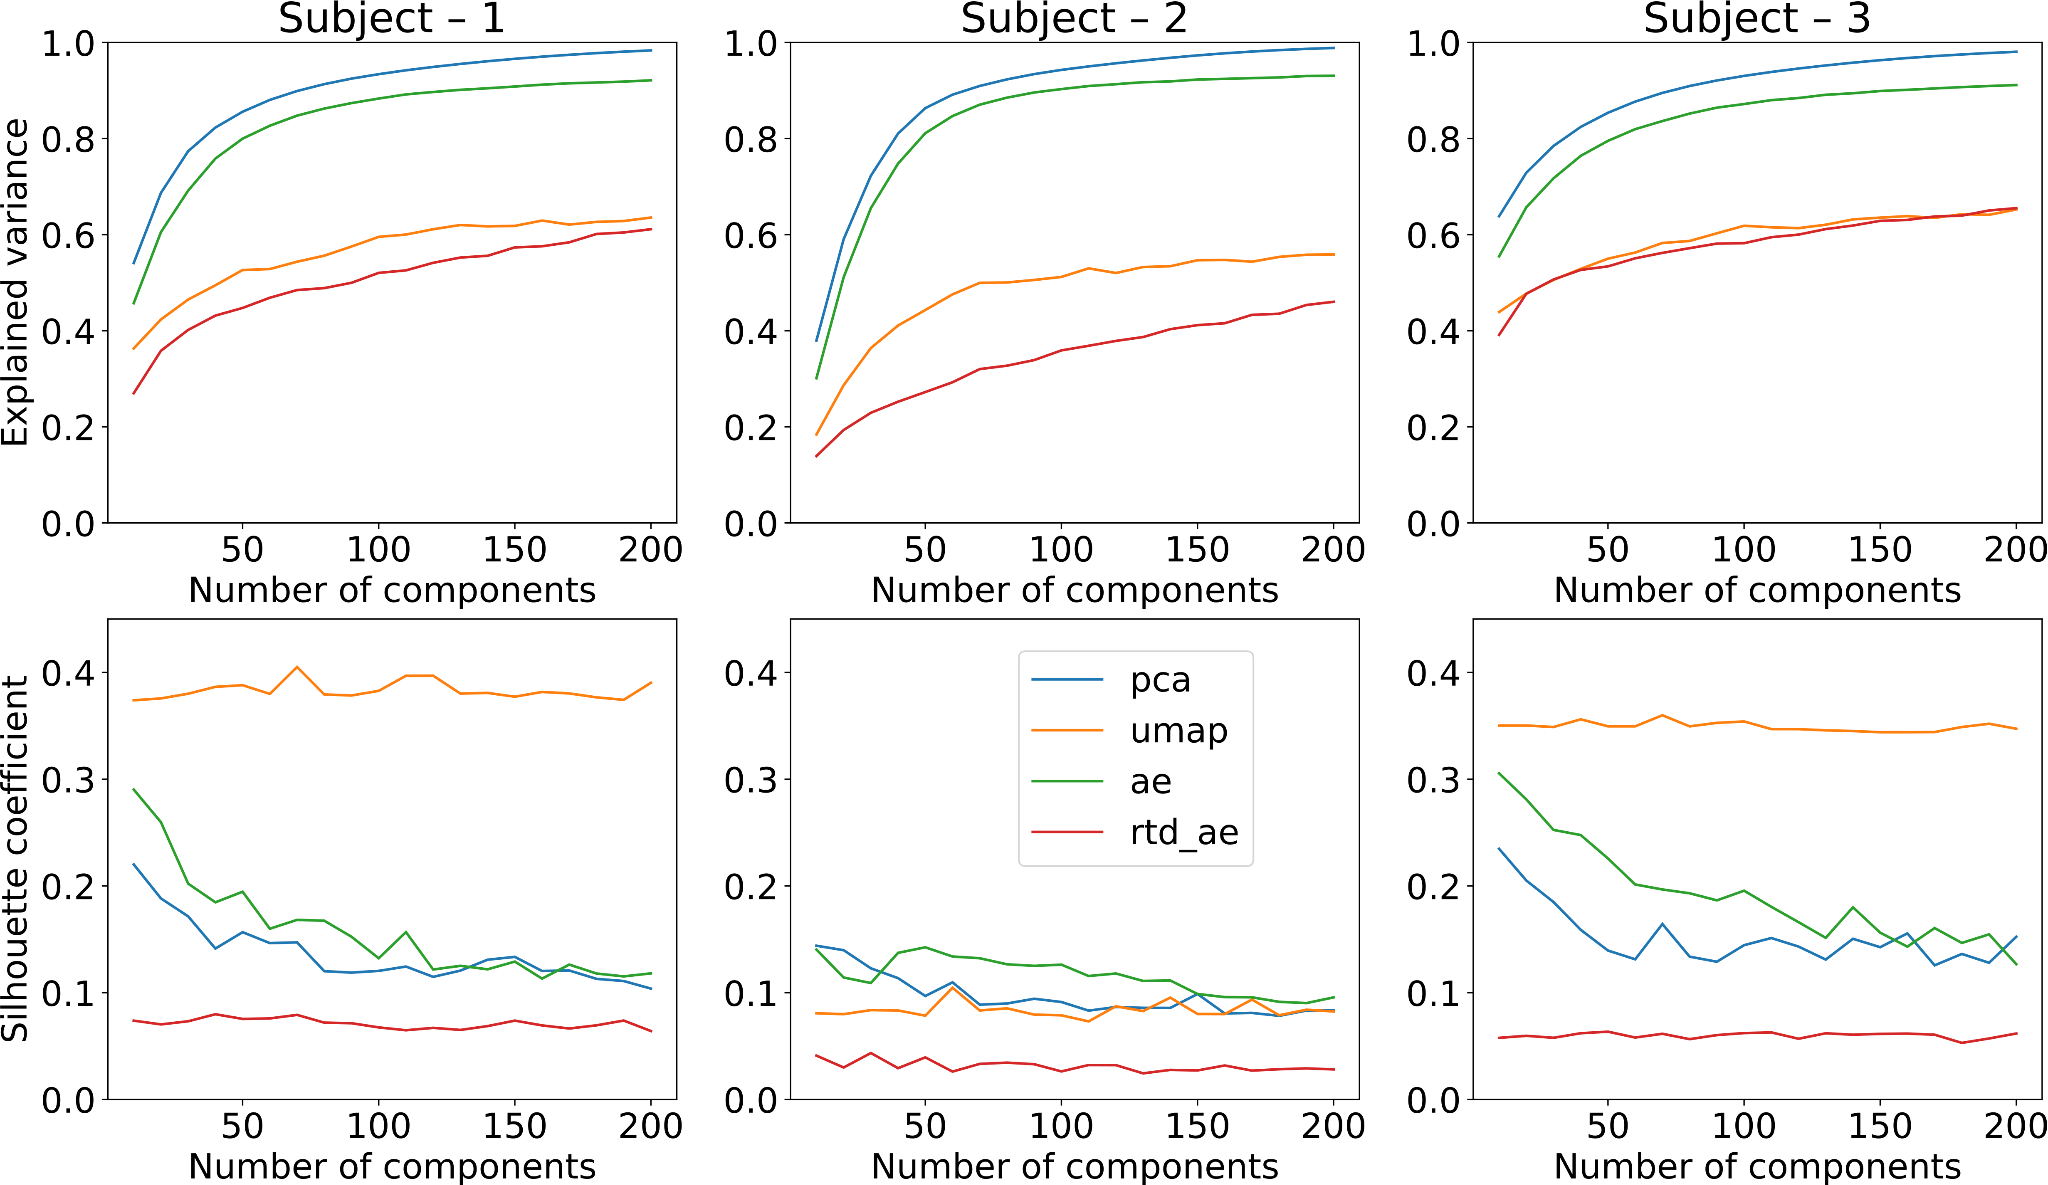 Subject – 1
Subject – 2
Subject – 3
Explained variance
1.0
0.8
0.6
0.4
0.2
0.0
50 100 150 200
Number of components
1.0
0.8
0.6
0.4
0.2
0.0
50 100 150 200
Number of components
1.0
0.8
0.6
0.4
0.2
0.0
50 100 150 200
Number of components
Silhouette coefficient
0.4
0.3
0.2
0.1
0.0
50 100 150 200
Number of components
0.4
0.3
0.2
0.1
0.0
pca
umap
ae
rtd_ae
50 100 150 200
Number of components
0.4
0.3
0.2
0.1
0.0
50 100 150 200
Number of components